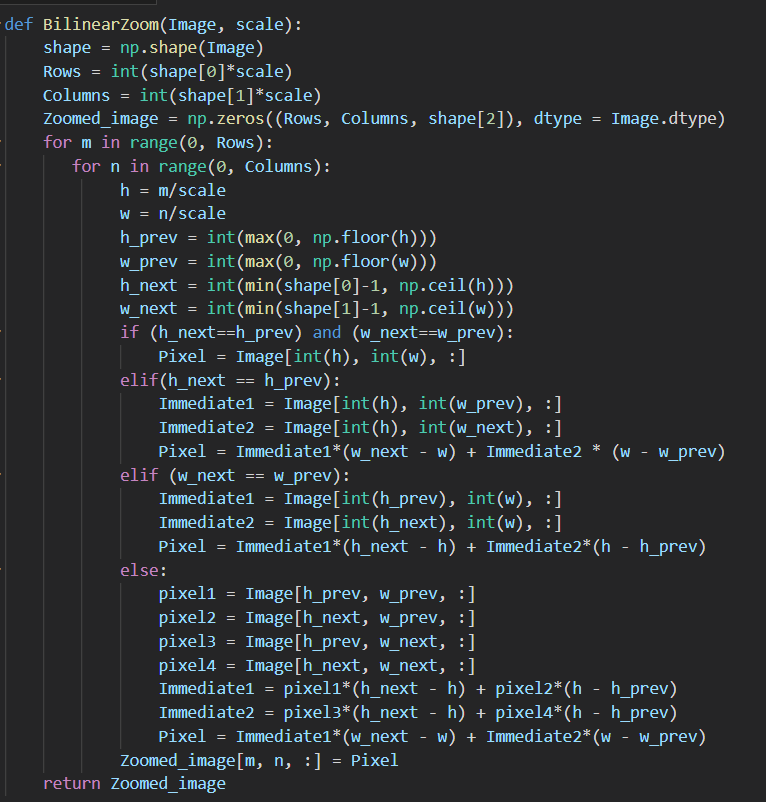 def BilinearZoom(Image, scale):
    shape = np.shape(Image)
    Rows = int(shape[0]*scale)
    Columns = int(shape[1]*scale)
    Zoomed_image = np.zeros((Rows, Columns, shape[2]), dtype = Image.dtype)
    for m in range(0, Rows):
       for n in range(0, Columns):
            h = m/scale
            w = n/scale
            h_prev = int(max(0, np.floor(h)))
            w_prev = int(max(0, np.floor(w)))
            h_next = int(min(shape[0]-1, np.ceil(h)))
            w_next = int(min(shape[1]-1, np.ceil(w)))
            if (h_next==h_prev) and (w_next==w_prev):
                Pixel = Image[int(h), int(w), :]
            elif(h_next == h_prev):
                Immediate1 = Image[int(h), int(w_prev), :]
                Immediate2 = Image[int(h), int(w_next), :]
                Pixel = Immediate1*(w_next - w) + Immediate2 * (w - w_prev)
            elif (w_next == w_prev):
                Immediate1 = Image[int(h_prev), int(w), :]
                Immediate2 = Image[int(h_next), int(w), :]
                Pixel = Immediate1*(h_next - h) + Immediate2*(h - h_prev)
            else:
                pixel1 = Image[h_prev, w_prev, :]
                pixel2 = Image[h_next, w_prev, :]
                pixel3 = Image[h_prev, w_next, :]
                pixel4 = Image[h_next, w_next, :]
                Immediate1 = pixel1*(h_next - h) + pixel2*(h - h_prev)
                Immediate2 = pixel3*(h_next - h) + pixel4*(h - h_prev)
                Pixel = Immediate1*(w_next - w) + Immediate2*(w - w_prev)
            Zoomed_image[m, n, :] = Pixel
    return Zoomed_image